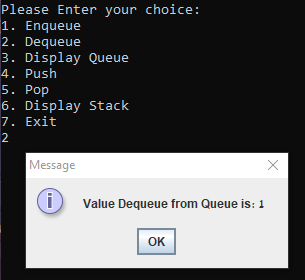 Please Enter your choice:
1. Enqueue
2. Dequeue
3. Display Queue
4. Push
5. Pop
6. Display Stack
7. Exit
2
Message
Value Dequeue from Queue is: 1
OK